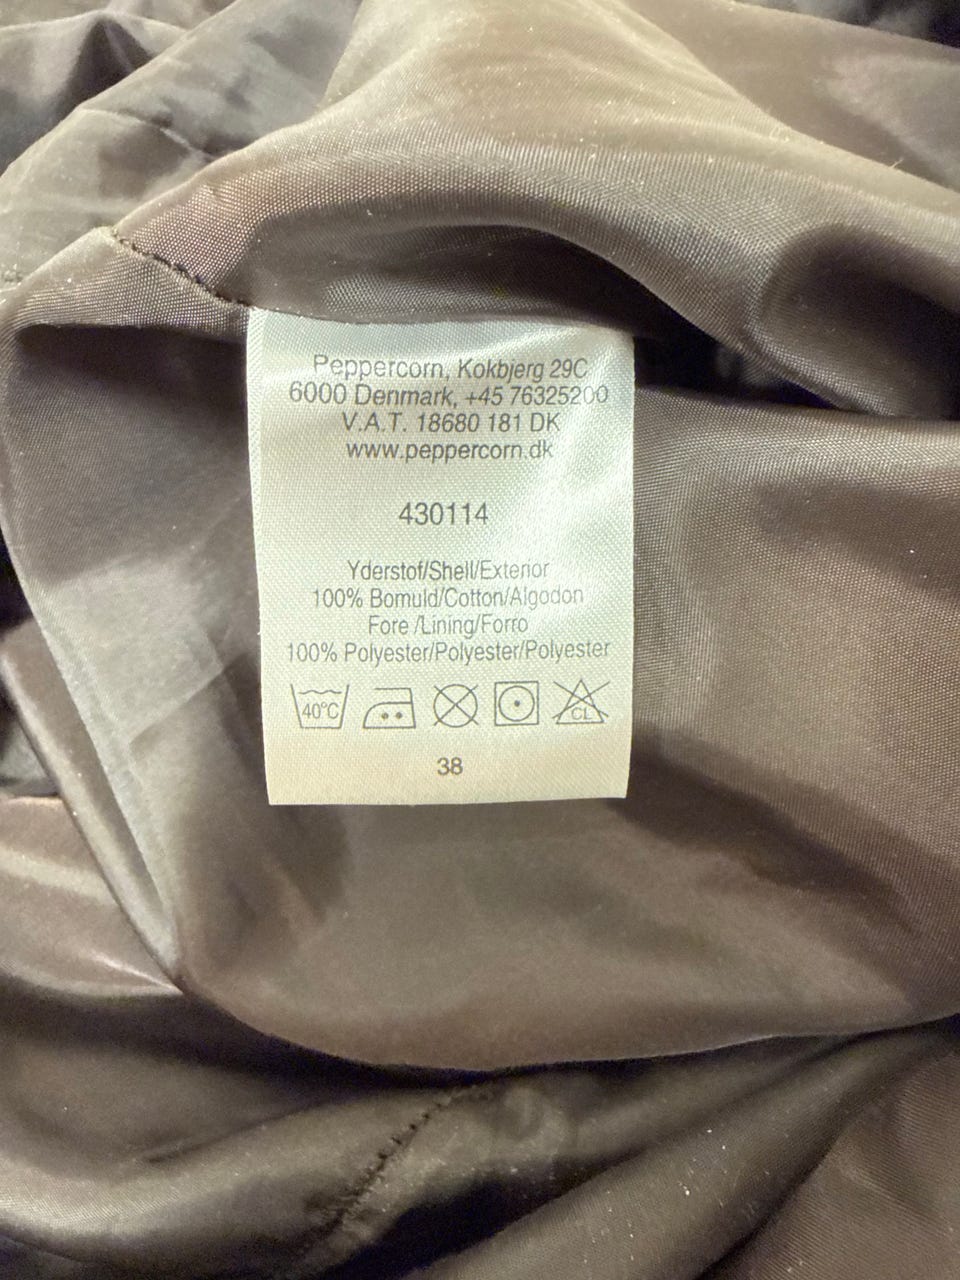 Peppercorn, Kokbjerg 29C
6000 Denmark, +45 76325200
V.A.T. 18680 181 DK
www.peppercorn.dk
430114
Yderstof/Shell/Exterior
100% Bomuld/Cotton/Algodon
Fore /Lining/Forro
100% Polyester/Polyester/Polyester
40°C CL
38